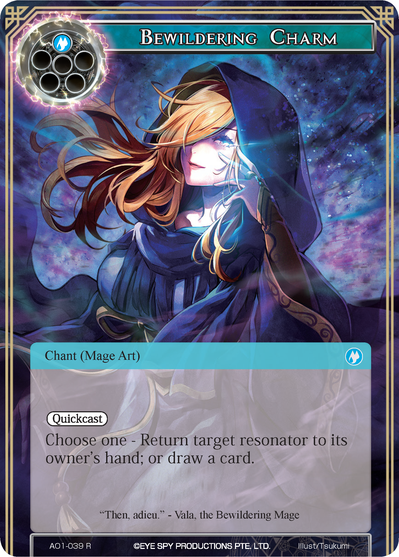 Bewildering Charm
Chant (Mage Art)
Quickcast
Choose one - Return target resonator to its
owner's hand; or draw a card.
"Then, adieu." - Vala, the Bewildering Mage
AO1-039 R
©EYE SPY PRODUCTIONS PTE. LTD.
Illust/Tsukumi